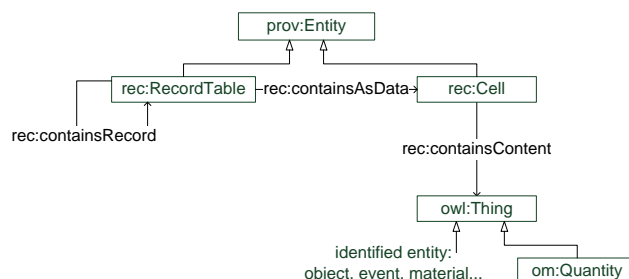 prov:Entity
rec:RecordTable
rec:containsAsData
rec:Cell
rec:containsRecord
rec:containsContent
owl:Thing
identified entity:
object, event, material...
om:Quantity